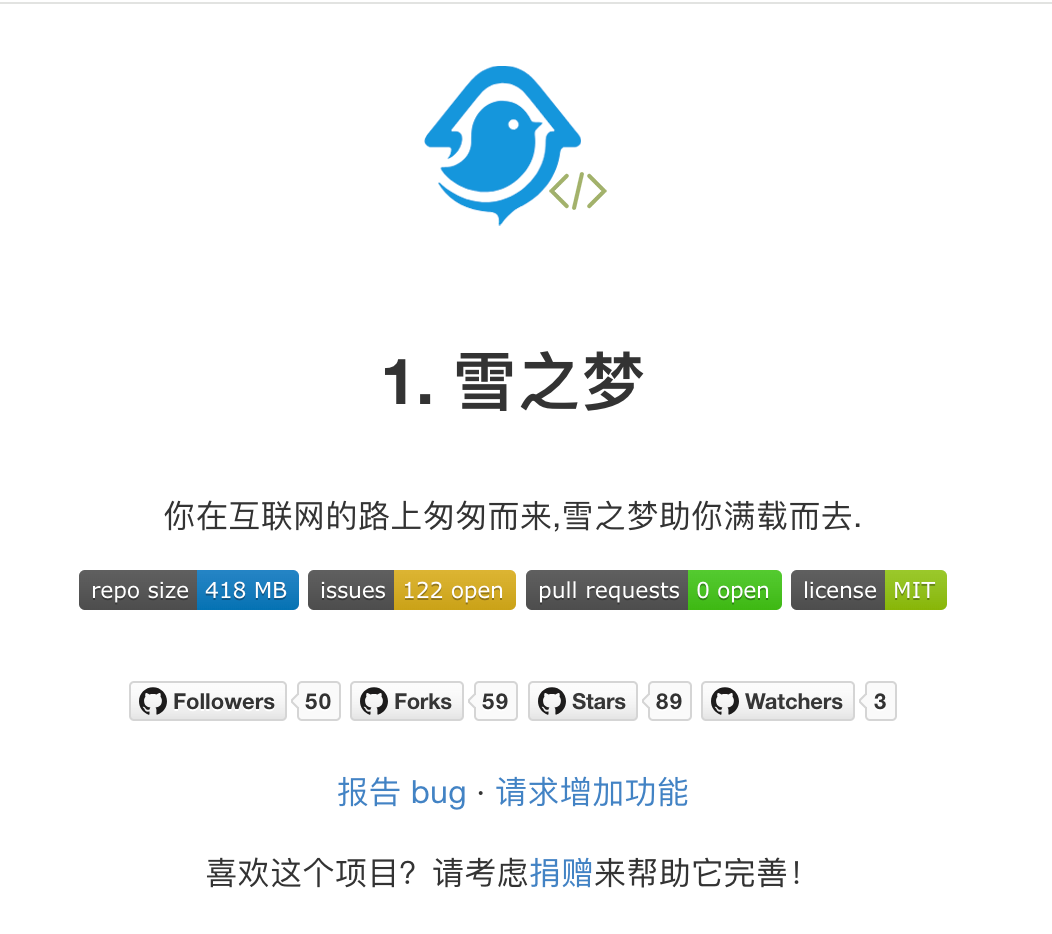 </>
1. 雪之梦
你在互联网的路上匆匆而来,雪之梦助你满载而去.
repo size 418 MB issues 122 open pull requests 0 open license MIT
Followers 50 Forks 59 Stars 89 Watchers 3
报告 bug · 请求增加功能
喜欢这个项目？请考虑捐赠来帮助它完善！